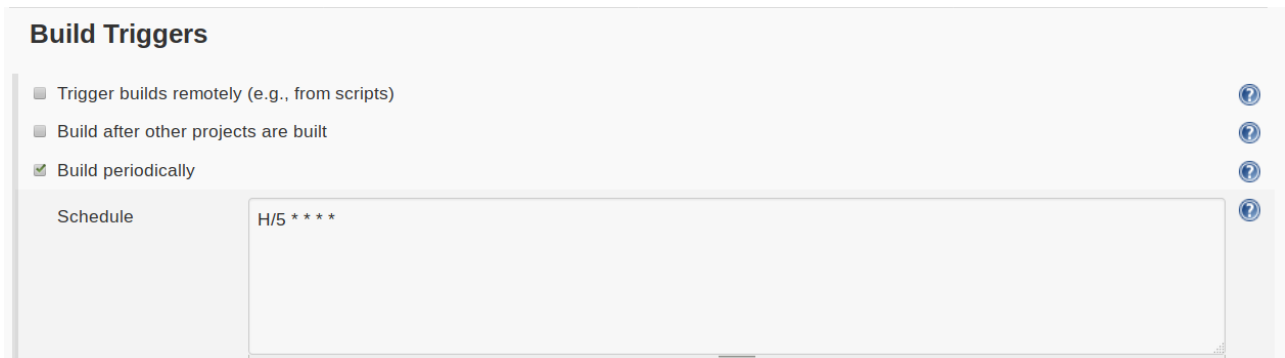 Build Triggers
Trigger builds remotely (e.g., from scripts)
Build after other projects are built
Build periodically
Schedule
H/5 * * * *